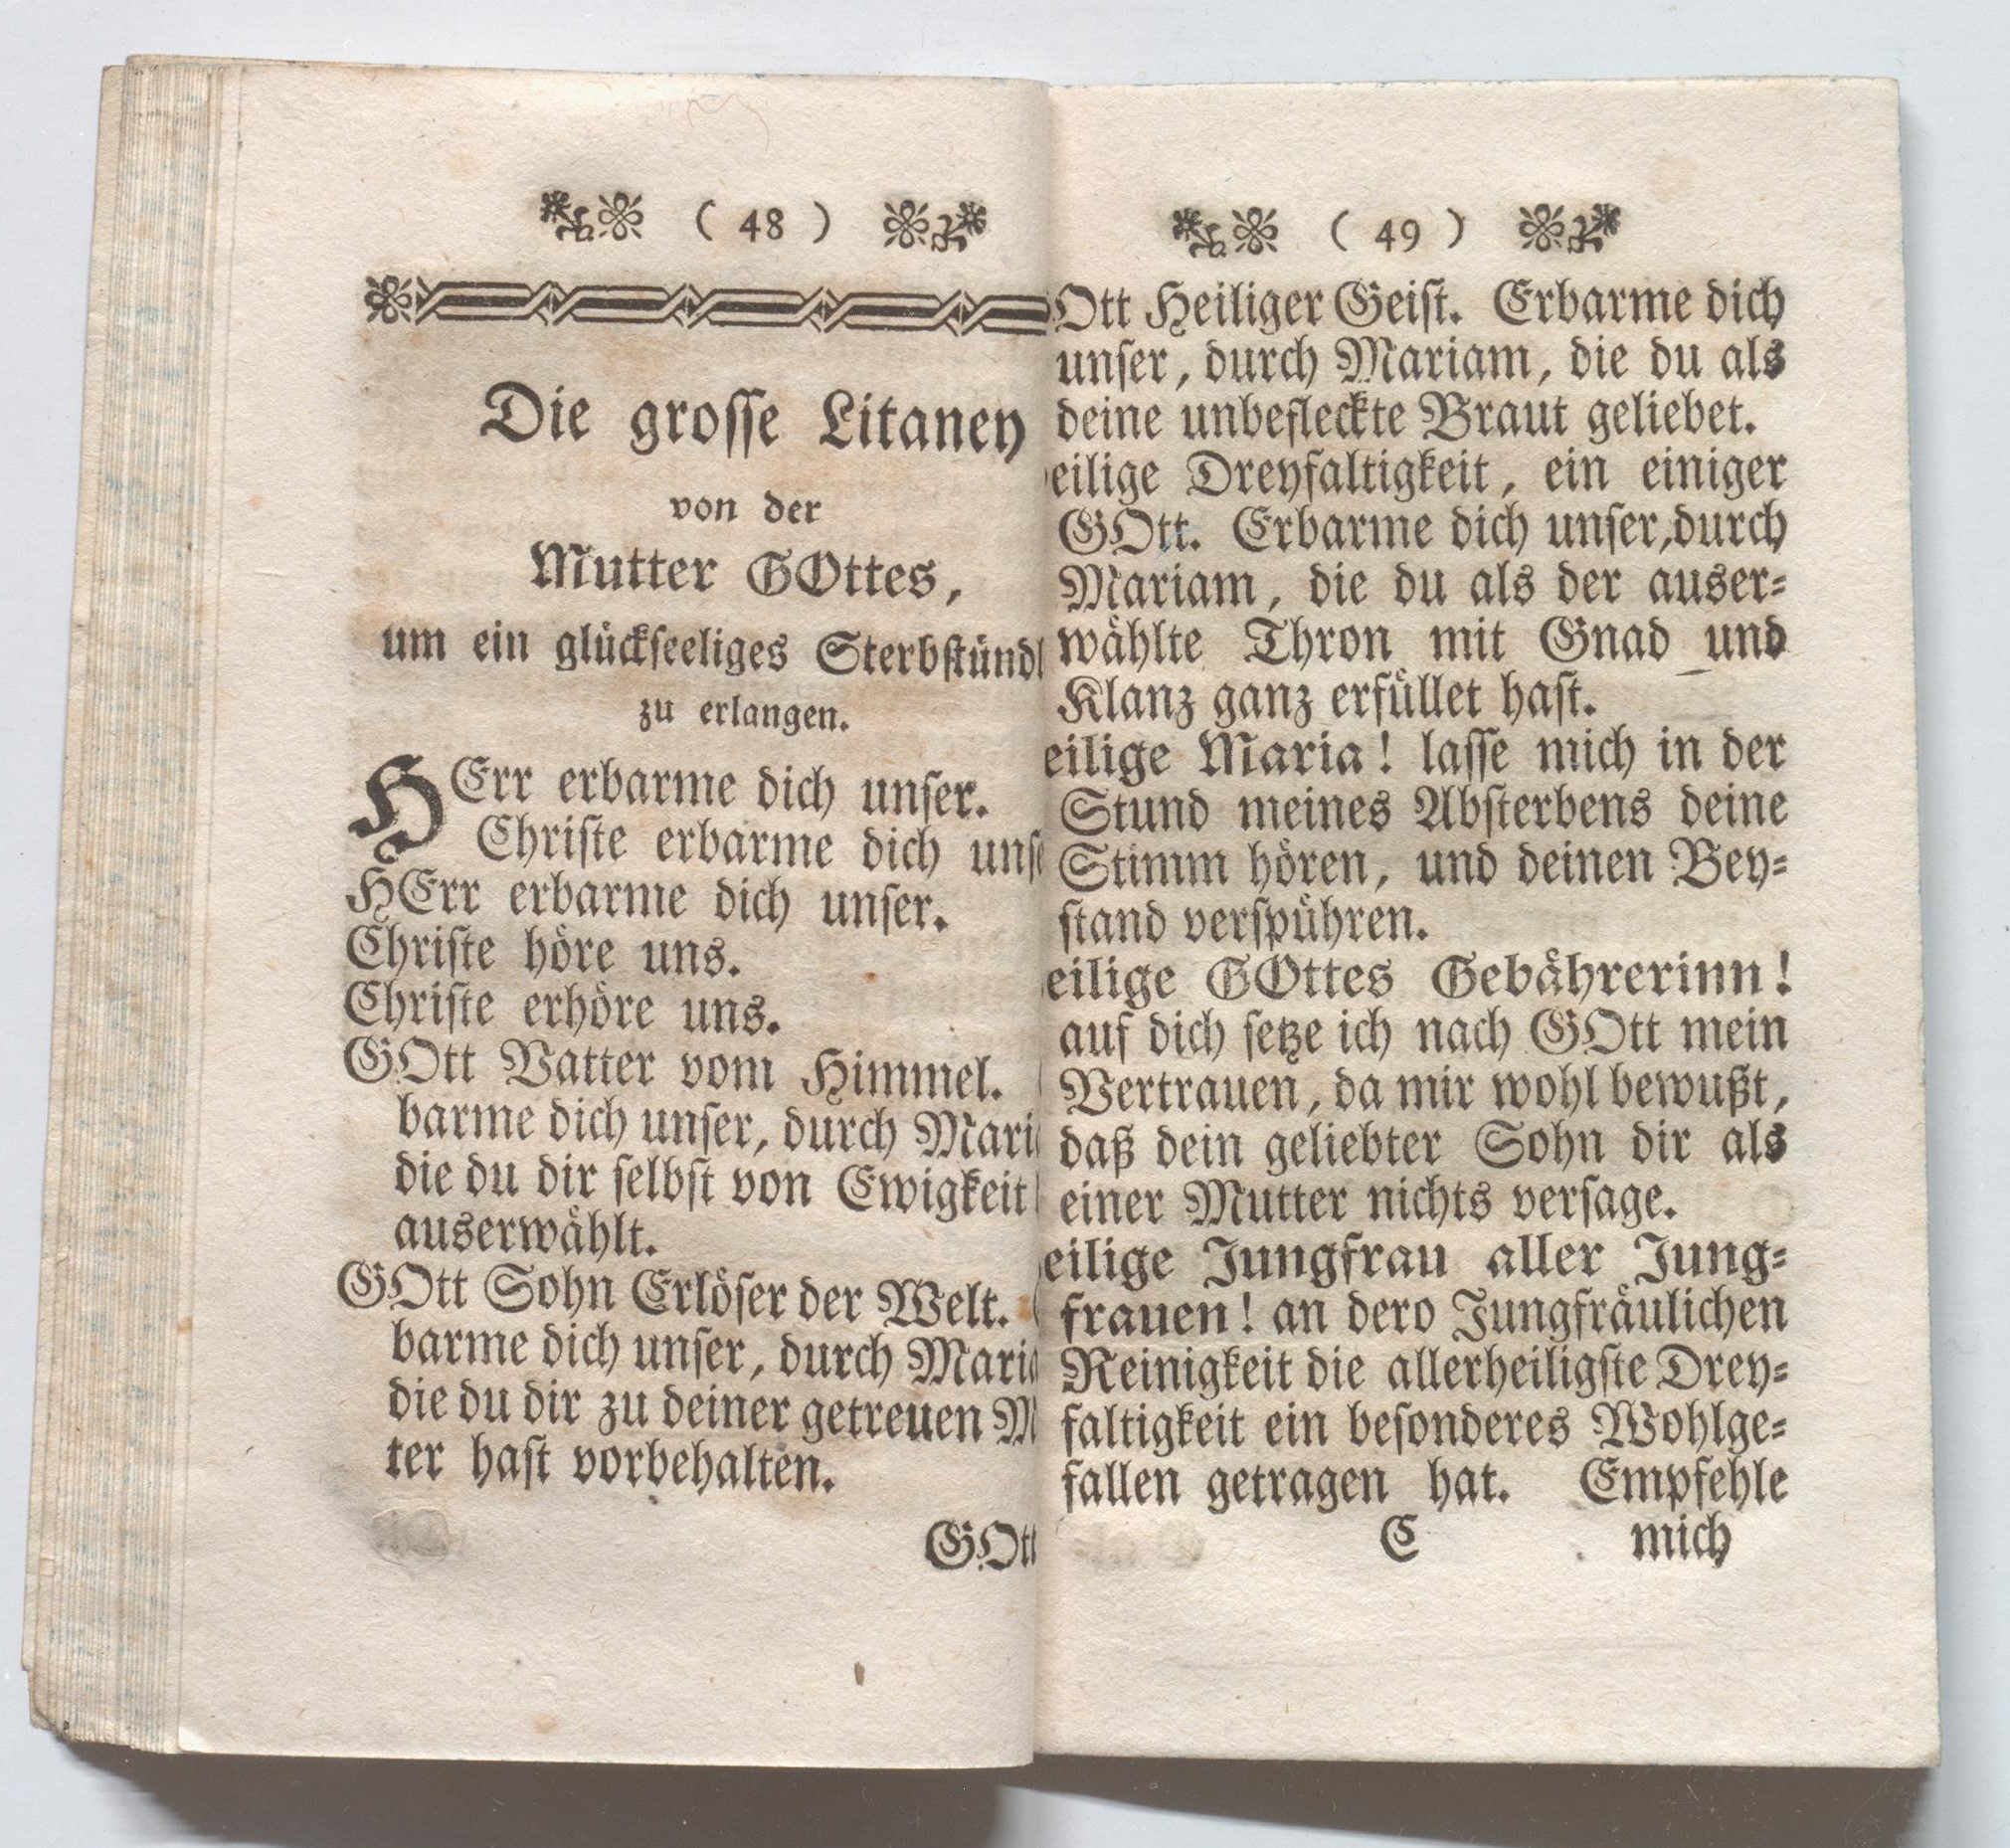 ( 48 )
Die grosse Litaney
von der
Mutter GOttes,
um ein glückseeliges Sterbstündl
zu erlangen.
HErr erbarme dich unser.
Christe erbarme dich unse
HErr erbarme dich unser.
Christe höre uns.
Christe erhöre uns.
GOtt Vatter vom Himmel.
barme dich unser, durch Mari
die du dir selbst von Ewigkeit
auserwählt.
GOtt Sohn Erlöser der Welt.
barme dich unser, durch Maria
die du dir zu deiner getreuen M
ter hast vorbehalten.
GOtt
( 49 )
Ott Heiliger Geist. Erbarme dich
unser, durch Mariam, die du als
deine unbefleckte Braut geliebet.
eilige Dreyfaltigkeit, ein einiger
GOtt. Erbarme dich unser, durch
Mariam, die du als der auser-
wählte Thron mit Gnad und
Klanz ganz erfüllet hast.
eilige Maria! lasse mich in der
Stund meines Absterbens deine
Stimm hören, und deinen Bey-
stand verspühren.
eilige GOttes Gebährerinn!
auf dich setze ich nach GOtt mein
Vertrauen, da mir wohl bewußt,
daß dein geliebter Sohn dir als
einer Mutter nichts versage.
eilige Jungfrau aller Jung-
frauen! an dero Jungfräulichen
Reinigkeit die allerheiligste Drey-
faltigkeit ein besonderes Wohlge-
fallen getragen hat. Empfehle
C mich